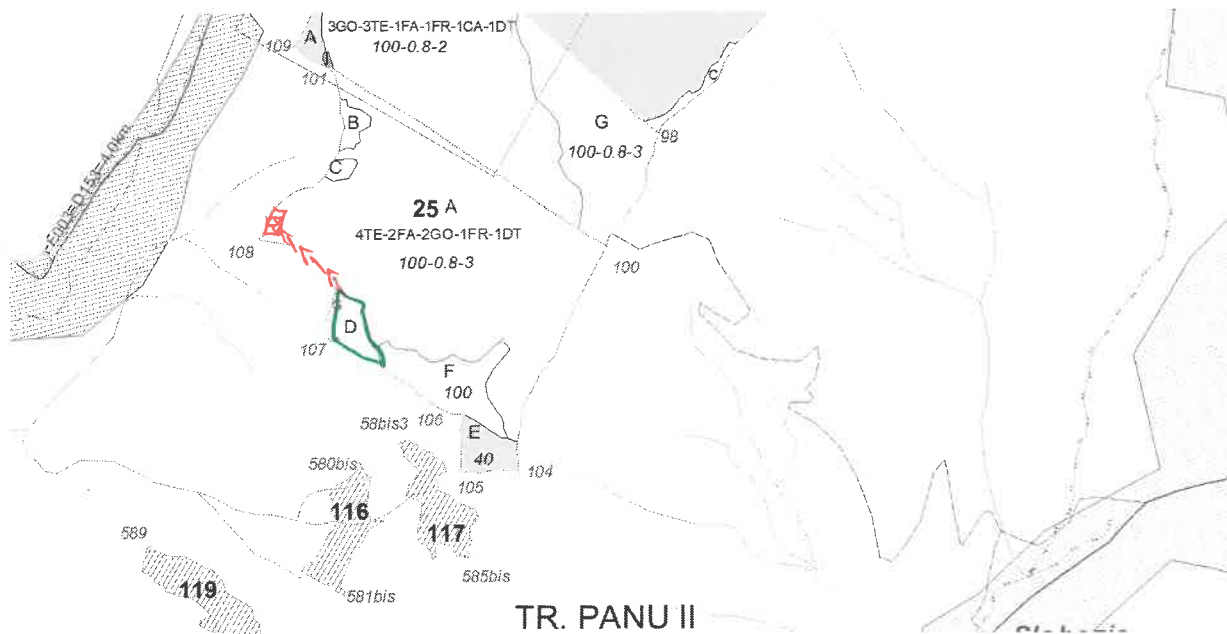 3GO-3TE-1FA-1FR-1CA-1DT
100-0.8-2
A
109
101
C
B
G
98
100-0.8-3
C
25 A
4TE-2FA-2GO-1FR-1DT
100-0.8-3
108
100
D
107
F
100
106
58bis3
E
40
104
105
580bis
116
117
589
585bis
581bis
119
TR. PANU II